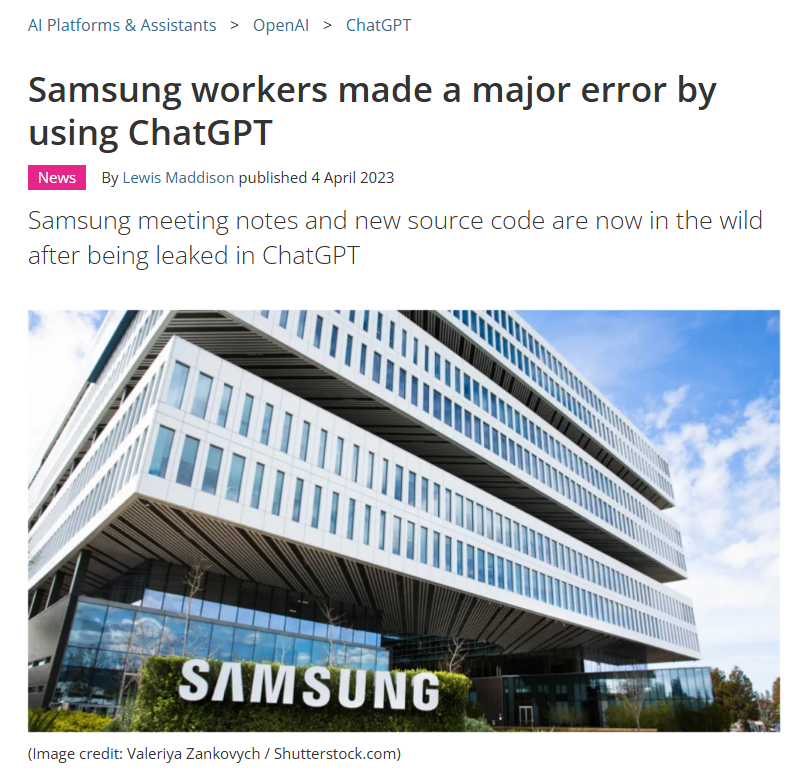 AI Platforms & Assistants > OpenAI > ChatGPT
Samsung workers made a major error by
using ChatGPT
News By Lewis Maddison published 4 April 2023
Samsung meeting notes and new source code are now in the wild
after being leaked in ChatGPT
3655
SAMSUNG
(Image credit: Valeriya Zankovych / Shutterstock.com)